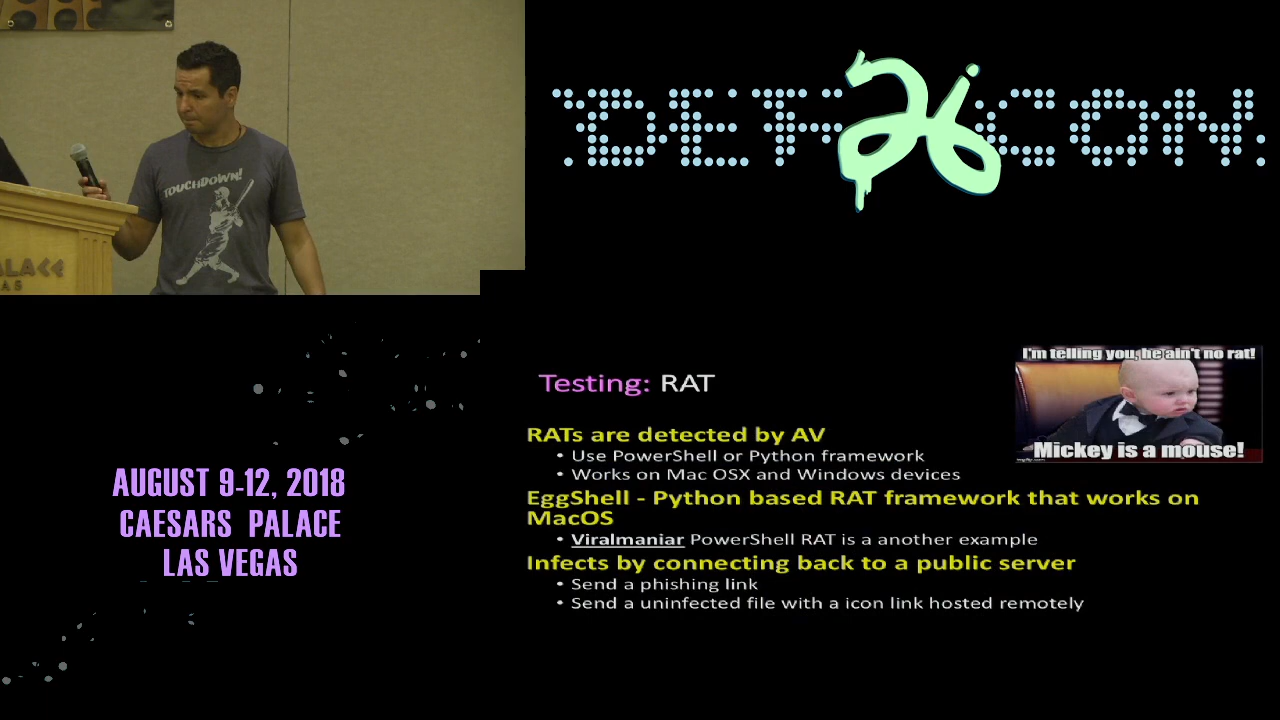 TOUCHDOWN!
DEF CON
26
Testing: RAT
I'm telling you, he ain't no rat!
Mickey is a mouse!
RATs are detected by AV
• Use PowerShell or Python framework
• Works on Mac OSX and Windows devices
EggShell - Python based RAT framework that works on
MacOS
• Viralmaniar PowerShell RAT is a another example
Infects by connecting back to a public server
• Send a phishing link
• Send a uninfected file with a icon link hosted remotely
AUGUST 9-12, 2018
CAESARS PALACE
LAS VEGAS